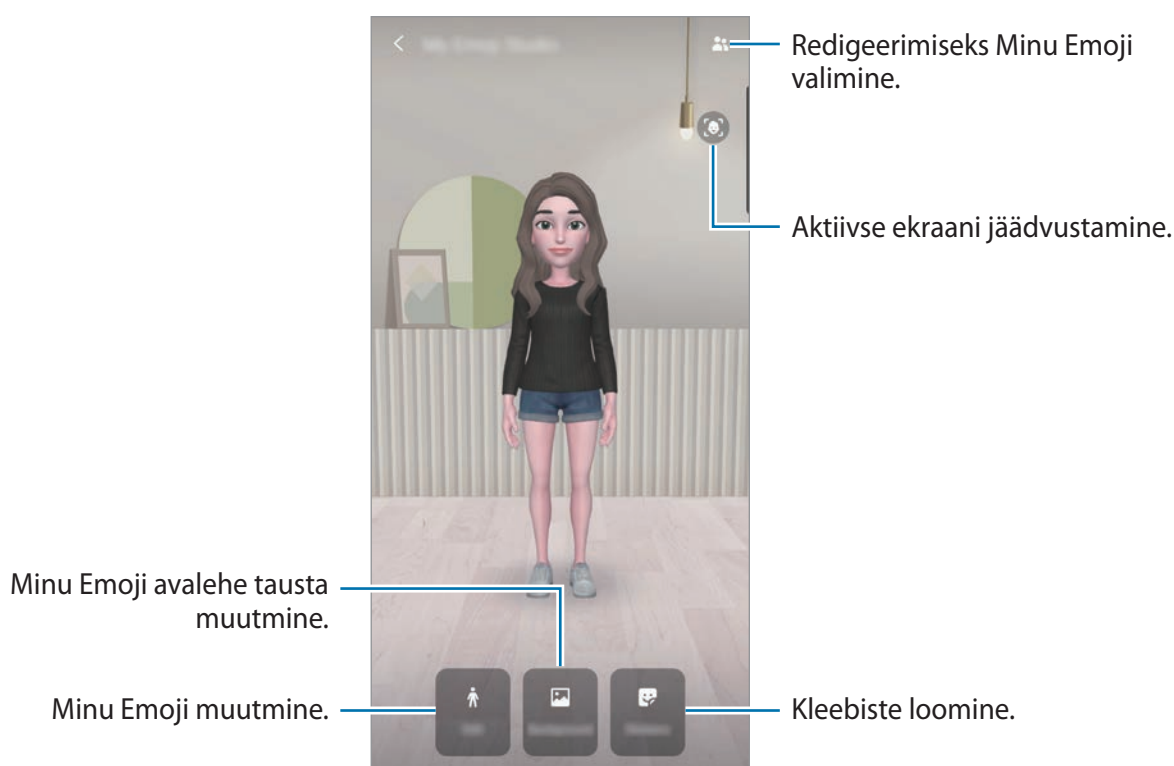 Redigeerimiseks Minu Emoji
valimine.
Aktiivse ekraani jäädvustamine.
Minu Emoji avalehe tausta
muutmine.
Minu Emoji muutmine.
Kleebiste loomine.